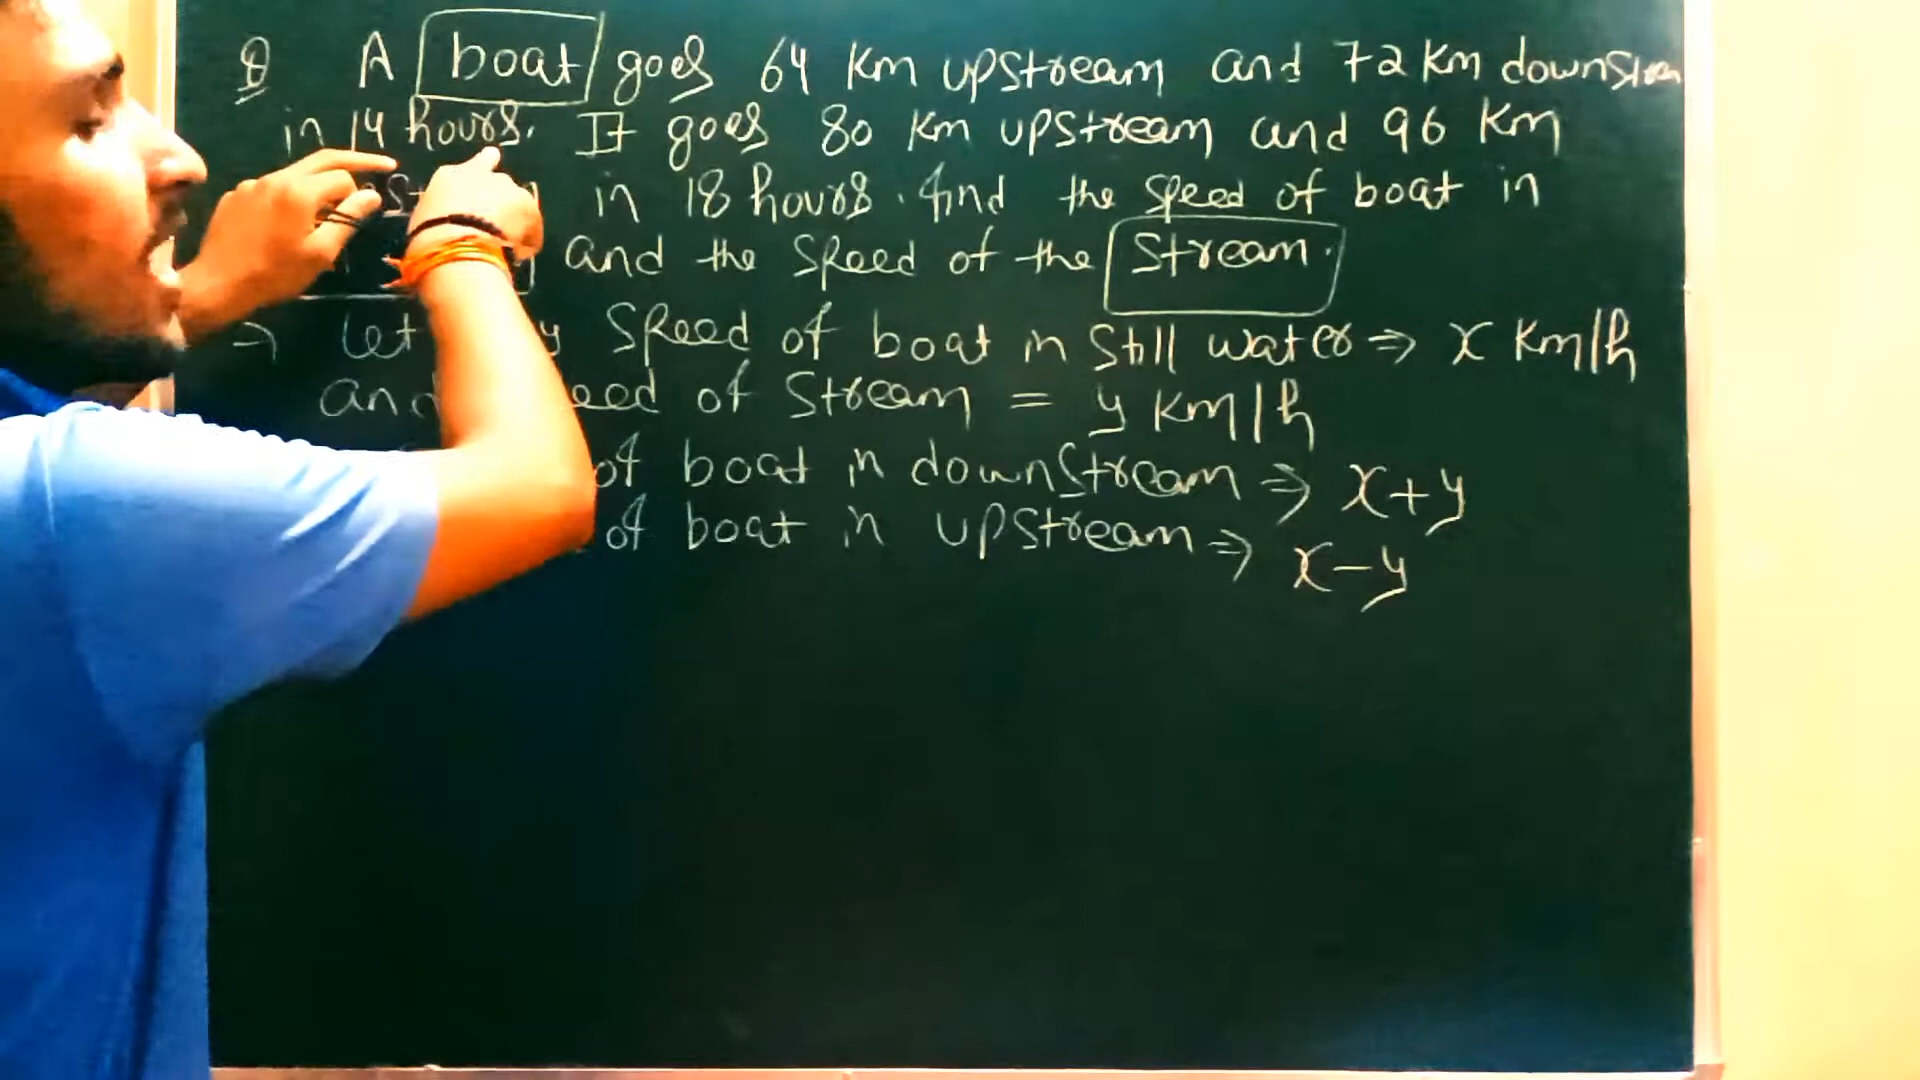 Q A boat goes 64 Km upstream and 72 Km downstream
in 14 hours. It goes 80 Km upstream and 96 Km
in 18 hours. find the speed of boat in
and the speed of the stream.
→ let speed of boat in still water ⇒ x Km/h
and of stream = y Km/h
of boat in downstream ⇒ x+y
of boat in upstream ⇒ x-y